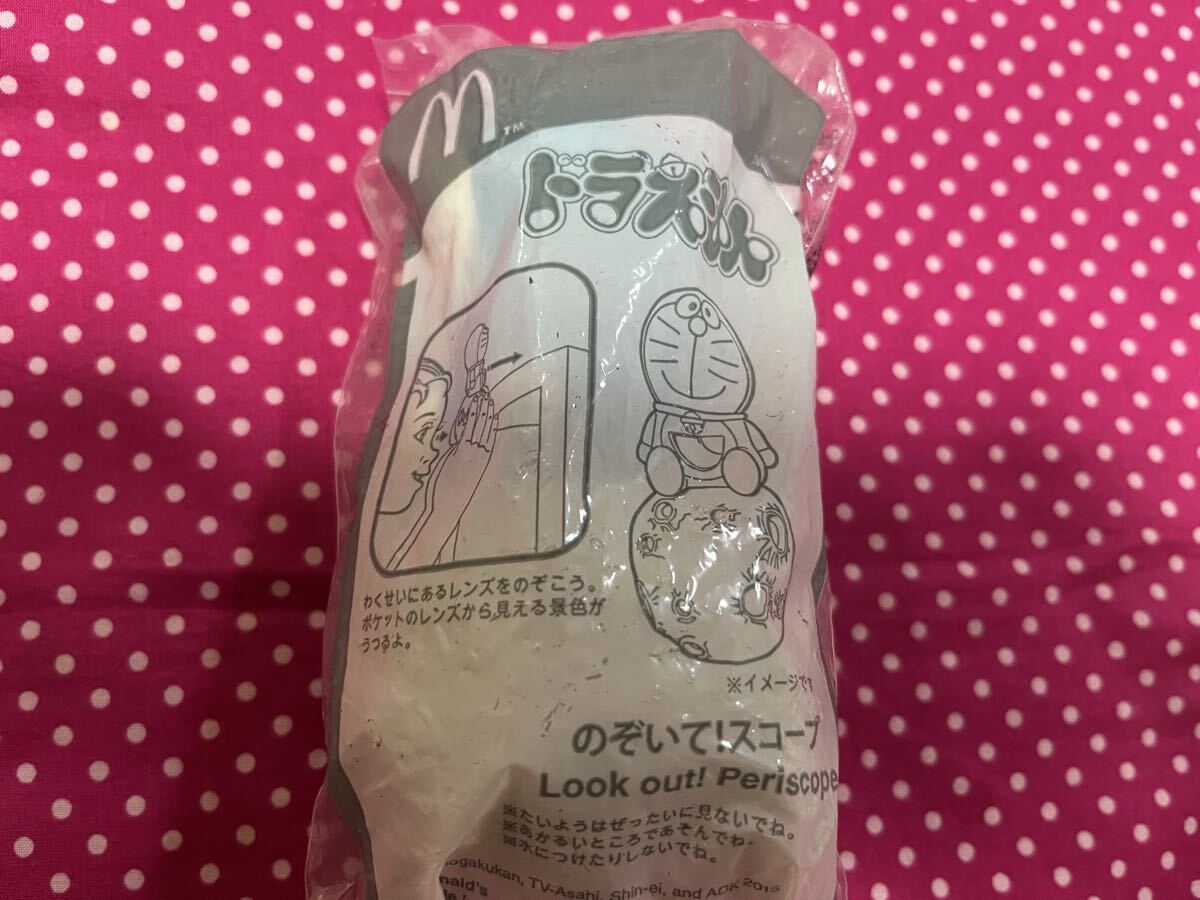 TM
ドラえもん
わくせいにあるレンズをのぞこう。
ポケットのレンズから見える景色が
うつるよ。
※イメージです
のぞいて!スコープ
Look out! Periscope
※たいようはぜったいに見ないでね。
※あかるいところであそんでね。
※水につけたりしないでね。
ogakukan, TV-Asahi, Shin-ei, and ADK 2015
nald's